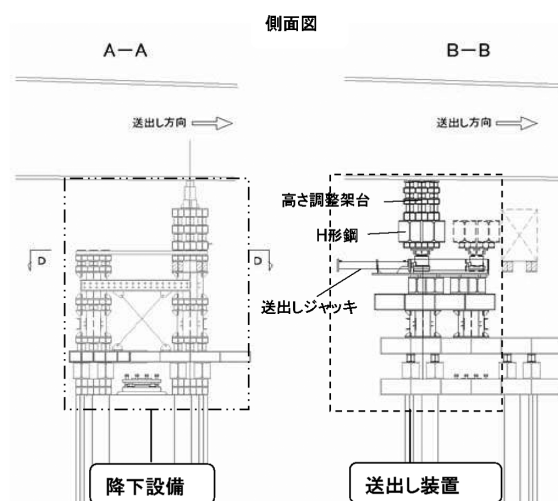 側面図
A－A
B－B
送出し方向
送出し方向
高さ調整架台
H形鋼
D
D
送出しジャッキ
降下設備
送出し装置